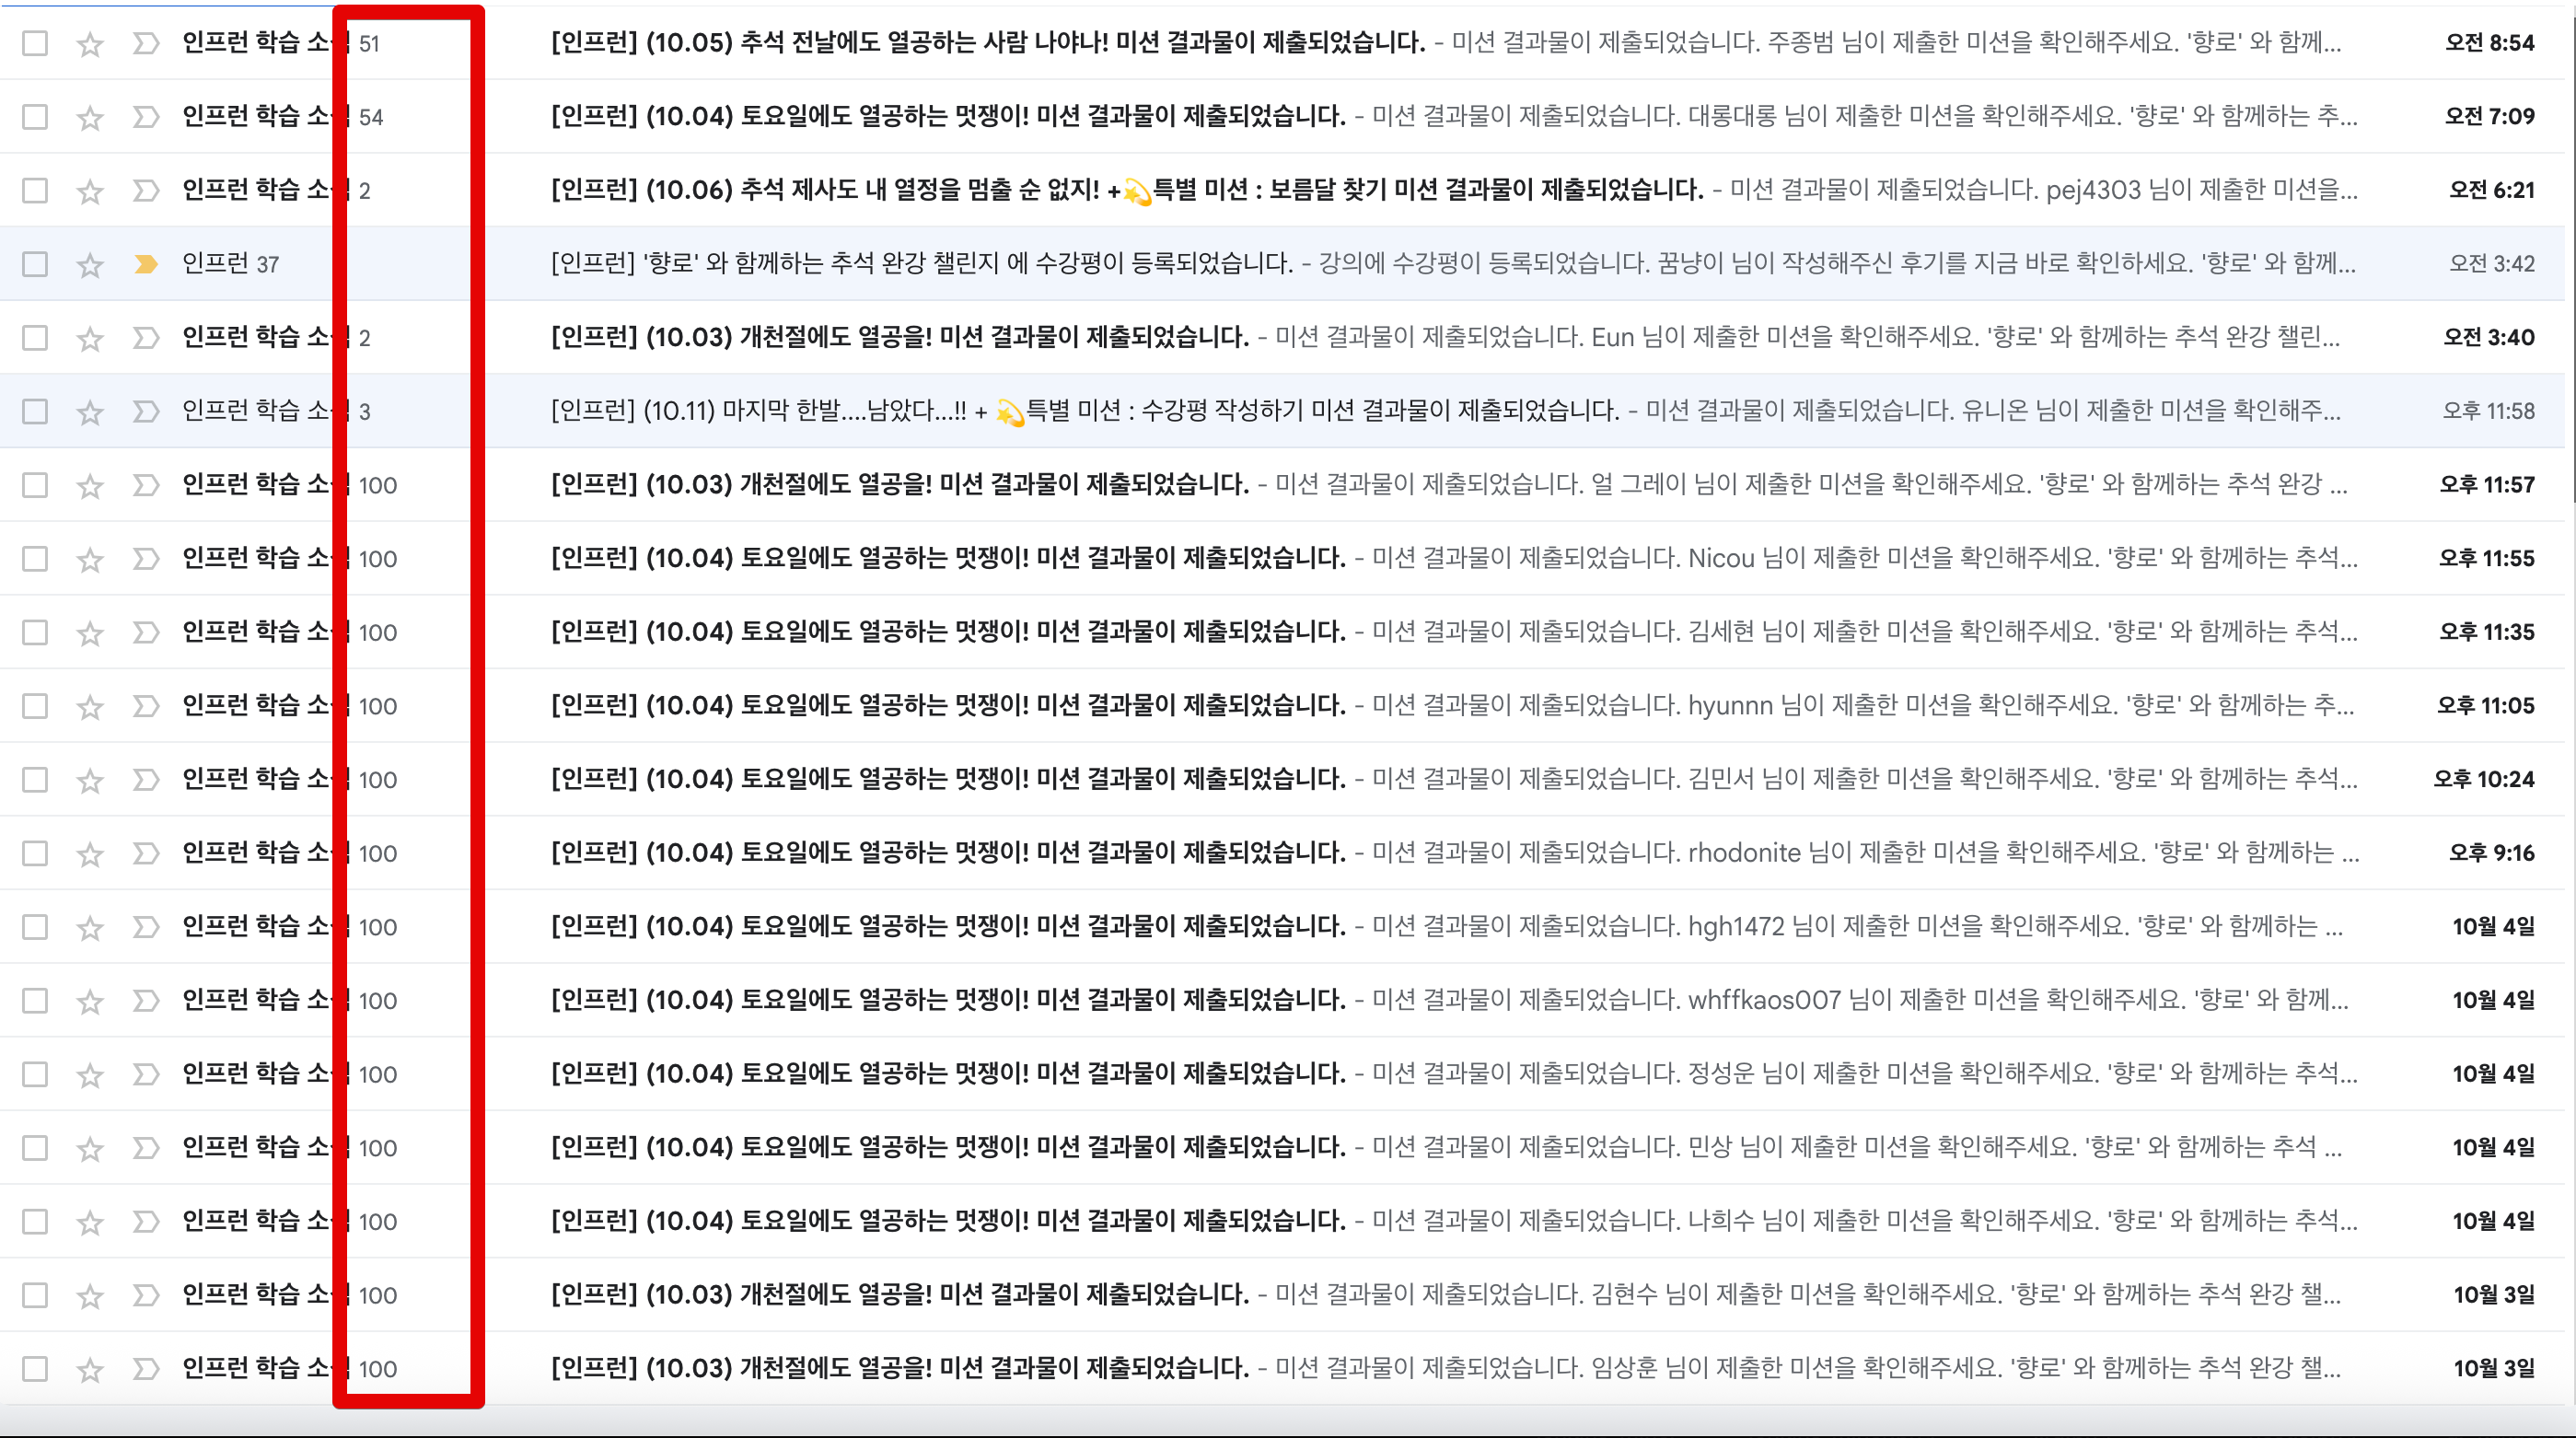 인프런 학습 소 51 [인프런] (10.05) 추석 전날에도 열공하는 사람 나야나! 미션 결과물이 제출되었습니다. - 미션 결과물이 제출되었습니다. 주종범 님이 제출한 미션을 확인해주세요. '향로' 와 함께... 오전 8:54
인프런 학습 소 54 [인프런] (10.04) 토요일에도 열공하는 멋쟁이! 미션 결과물이 제출되었습니다. - 미션 결과물이 제출되었습니다. 대롱대롱 님이 제출한 미션을 확인해주세요. '향로' 와 함께하는 추... 오전 7:09
인프런 학습 소 2 [인프런] (10.06) 추석 제사도 내 열정을 멈출 순 없지! +💫특별 미션 : 보름달 찾기 미션 결과물이 제출되었습니다. - 미션 결과물이 제출되었습니다. pej4303 님이 제출한 미션을... 오전 6:21
인프런 37 [인프런] '향로' 와 함께하는 추석 완강 챌린지 에 수강평이 등록되었습니다. - 강의에 수강평이 등록되었습니다. 꿈냥이 님이 작성해주신 후기를 지금 바로 확인하세요. '향로' 와 함께... 오전 3:42
인프런 학습 소 2 [인프런] (10.03) 개천절에도 열공을! 미션 결과물이 제출되었습니다. - 미션 결과물이 제출되었습니다. Eun 님이 제출한 미션을 확인해주세요. '향로' 와 함께하는 추석 완강 챌린... 오전 3:40
인프런 학습 소 3 [인프런] (10.11) 마지막 한발....남았다...!! + 💫특별 미션 : 수강평 작성하기 미션 결과물이 제출되었습니다. - 미션 결과물이 제출되었습니다. 유니온 님이 제출한 미션을 확인해주... 오후 11:58
인프런 학습 소 100 [인프런] (10.03) 개천절에도 열공을! 미션 결과물이 제출되었습니다. - 미션 결과물이 제출되었습니다. 얼 그레이 님이 제출한 미션을 확인해주세요. '향로' 와 함께하는 추석 완강 ... 오후 11:57
인프런 학습 소 100 [인프런] (10.04) 토요일에도 열공하는 멋쟁이! 미션 결과물이 제출되었습니다. - 미션 결과물이 제출되었습니다. Nicou 님이 제출한 미션을 확인해주세요. '향로' 와 함께하는 추석... 오후 11:55
인프런 학습 소 100 [인프런] (10.04) 토요일에도 열공하는 멋쟁이! 미션 결과물이 제출되었습니다. - 미션 결과물이 제출되었습니다. 김세현 님이 제출한 미션을 확인해주세요. '향로' 와 함께하는 추석... 오후 11:35
인프런 학습 소 100 [인프런] (10.04) 토요일에도 열공하는 멋쟁이! 미션 결과물이 제출되었습니다. - 미션 결과물이 제출되었습니다. hyunnn 님이 제출한 미션을 확인해주세요. '향로' 와 함께하는 추... 오후 11:05
인프런 학습 소 100 [인프런] (10.04) 토요일에도 열공하는 멋쟁이! 미션 결과물이 제출되었습니다. - 미션 결과물이 제출되었습니다. 김민서 님이 제출한 미션을 확인해주세요. '향로' 와 함께하는 추석... 오후 10:24
인프런 학습 소 100 [인프런] (10.04) 토요일에도 열공하는 멋쟁이! 미션 결과물이 제출되었습니다. - 미션 결과물이 제출되었습니다. rhodonite 님이 제출한 미션을 확인해주세요. '향로' 와 함께하는 ... 오후 9:16
인프런 학습 소 100 [인프런] (10.04) 토요일에도 열공하는 멋쟁이! 미션 결과물이 제출되었습니다. - 미션 결과물이 제출되었습니다. hgh1472 님이 제출한 미션을 확인해주세요. '향로' 와 함께하는 ... 10월 4일
인프런 학습 소 100 [인프런] (10.04) 토요일에도 열공하는 멋쟁이! 미션 결과물이 제출되었습니다. - 미션 결과물이 제출되었습니다. whffkaos007 님이 제출한 미션을 확인해주세요. '향로' 와 함께... 10월 4일
인프런 학습 소 100 [인프런] (10.04) 토요일에도 열공하는 멋쟁이! 미션 결과물이 제출되었습니다. - 미션 결과물이 제출되었습니다. 정성운 님이 제출한 미션을 확인해주세요. '향로' 와 함께하는 추석... 10월 4일
인프런 학습 소 100 [인프런] (10.04) 토요일에도 열공하는 멋쟁이! 미션 결과물이 제출되었습니다. - 미션 결과물이 제출되었습니다. 민상 님이 제출한 미션을 확인해주세요. '향로' 와 함께하는 추석 ... 10월 4일
인프런 학습 소 100 [인프런] (10.04) 토요일에도 열공하는 멋쟁이! 미션 결과물이 제출되었습니다. - 미션 결과물이 제출되었습니다. 나희수 님이 제출한 미션을 확인해주세요. '향로' 와 함께하는 추석... 10월 4일
인프런 학습 소 100 [인프런] (10.03) 개천절에도 열공을! 미션 결과물이 제출되었습니다. - 미션 결과물이 제출되었습니다. 김현수 님이 제출한 미션을 확인해주세요. '향로' 와 함께하는 추석 완강 챌... 10월 3일
인프런 학습 소 100 [인프런] (10.03) 개천절에도 열공을! 미션 결과물이 제출되었습니다. - 미션 결과물이 제출되었습니다. 임상훈 님이 제출한 미션을 확인해주세요. '향로' 와 함께하는 추석 완강 챌... 10월 3일